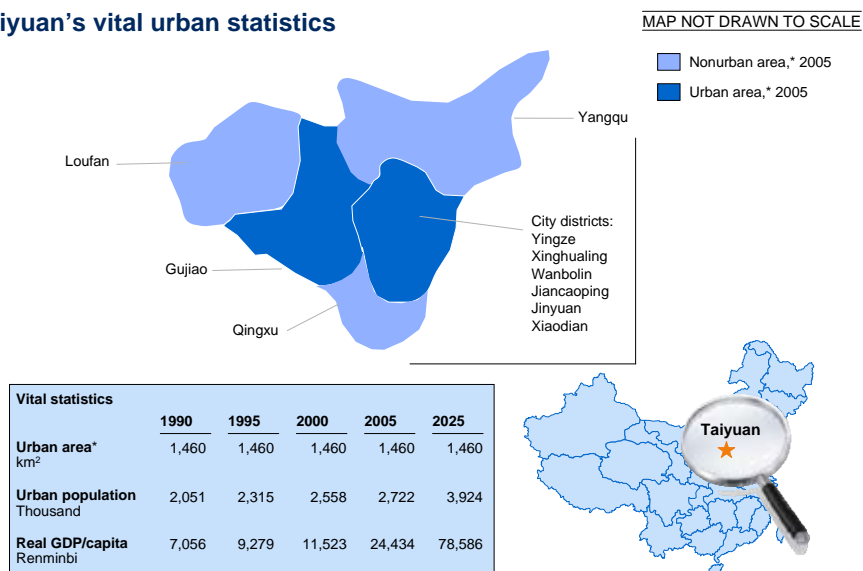 iyuan's vital urban statistics
MAP NOT DRAWN TO SCALE
Nonurban area,* 2005
Urban area,* 2005
Yangqu
Loufan
City districts:
Yingze
Xinghualing
Wanbolin
Jiancaoping
Jinyuan
Xiaodian
Gujiao
Qingxu
Vital statistics
1990 1995 2000 2005 2025
Urban area* 1,460 1,460 1,460 1,460 1,460
km²
Urban population 2,051 2,315 2,558 2,722 3,924
Thousand
Real GDP/capita 7,056 9,279 11,523 24,434 78,586
Renminbi
Taiyuan